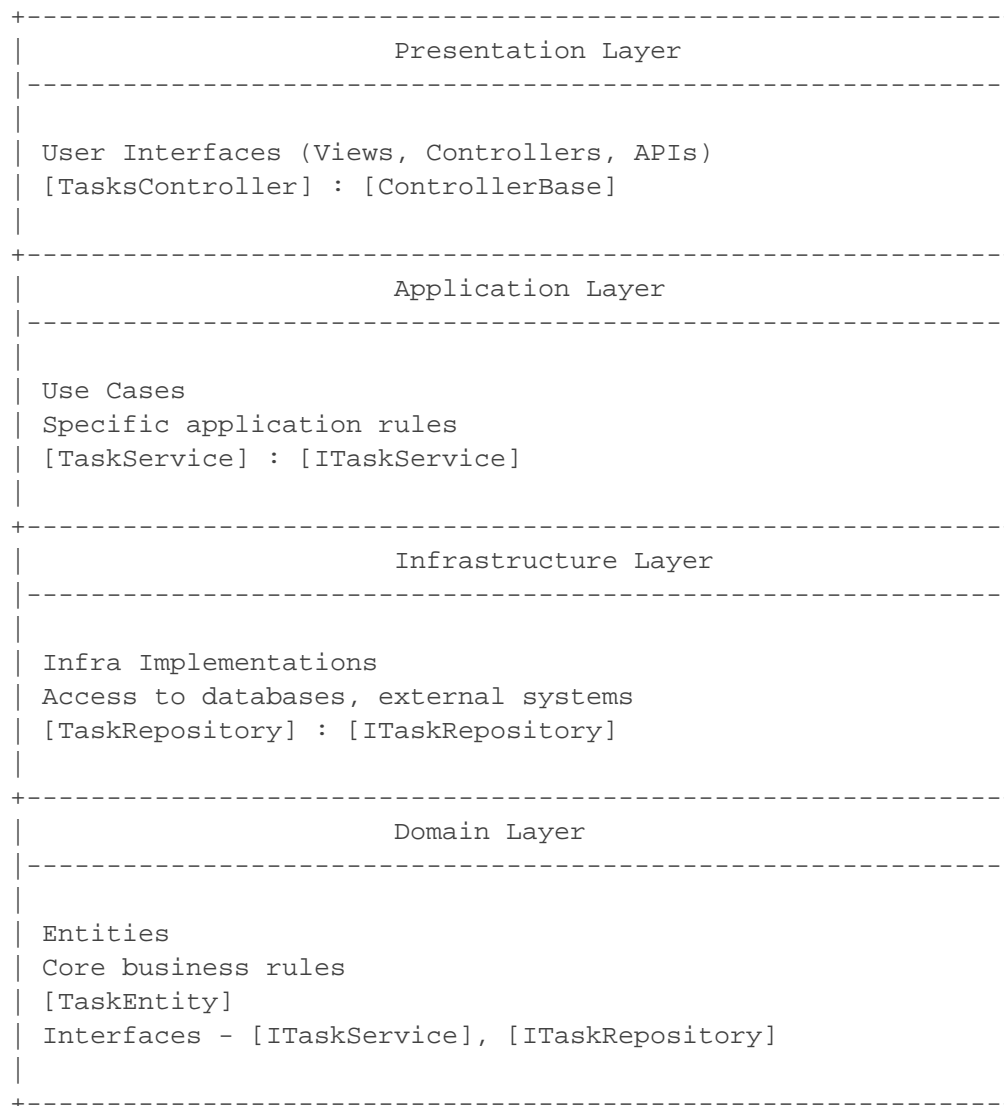 +-------------------------------------------------------------
| Presentation Layer
|-------------------------------------------------------------
|
| User Interfaces (Views, Controllers, APIs)
| [TasksController] : [ControllerBase]
|
+-------------------------------------------------------------
| Application Layer
|-------------------------------------------------------------
|
| Use Cases
| Specific application rules
| [TaskService] : [ITaskService]
|
+-------------------------------------------------------------
| Infrastructure Layer
|-------------------------------------------------------------
|
| Infra Implementations
| Access to databases, external systems
| [TaskRepository] : [ITaskRepository]
|
+-------------------------------------------------------------
| Domain Layer
|-------------------------------------------------------------
|
| Entities
| Core business rules
| [TaskEntity]
| Interfaces - [ITaskService], [ITaskRepository]
|
+-------------------------------------------------------------